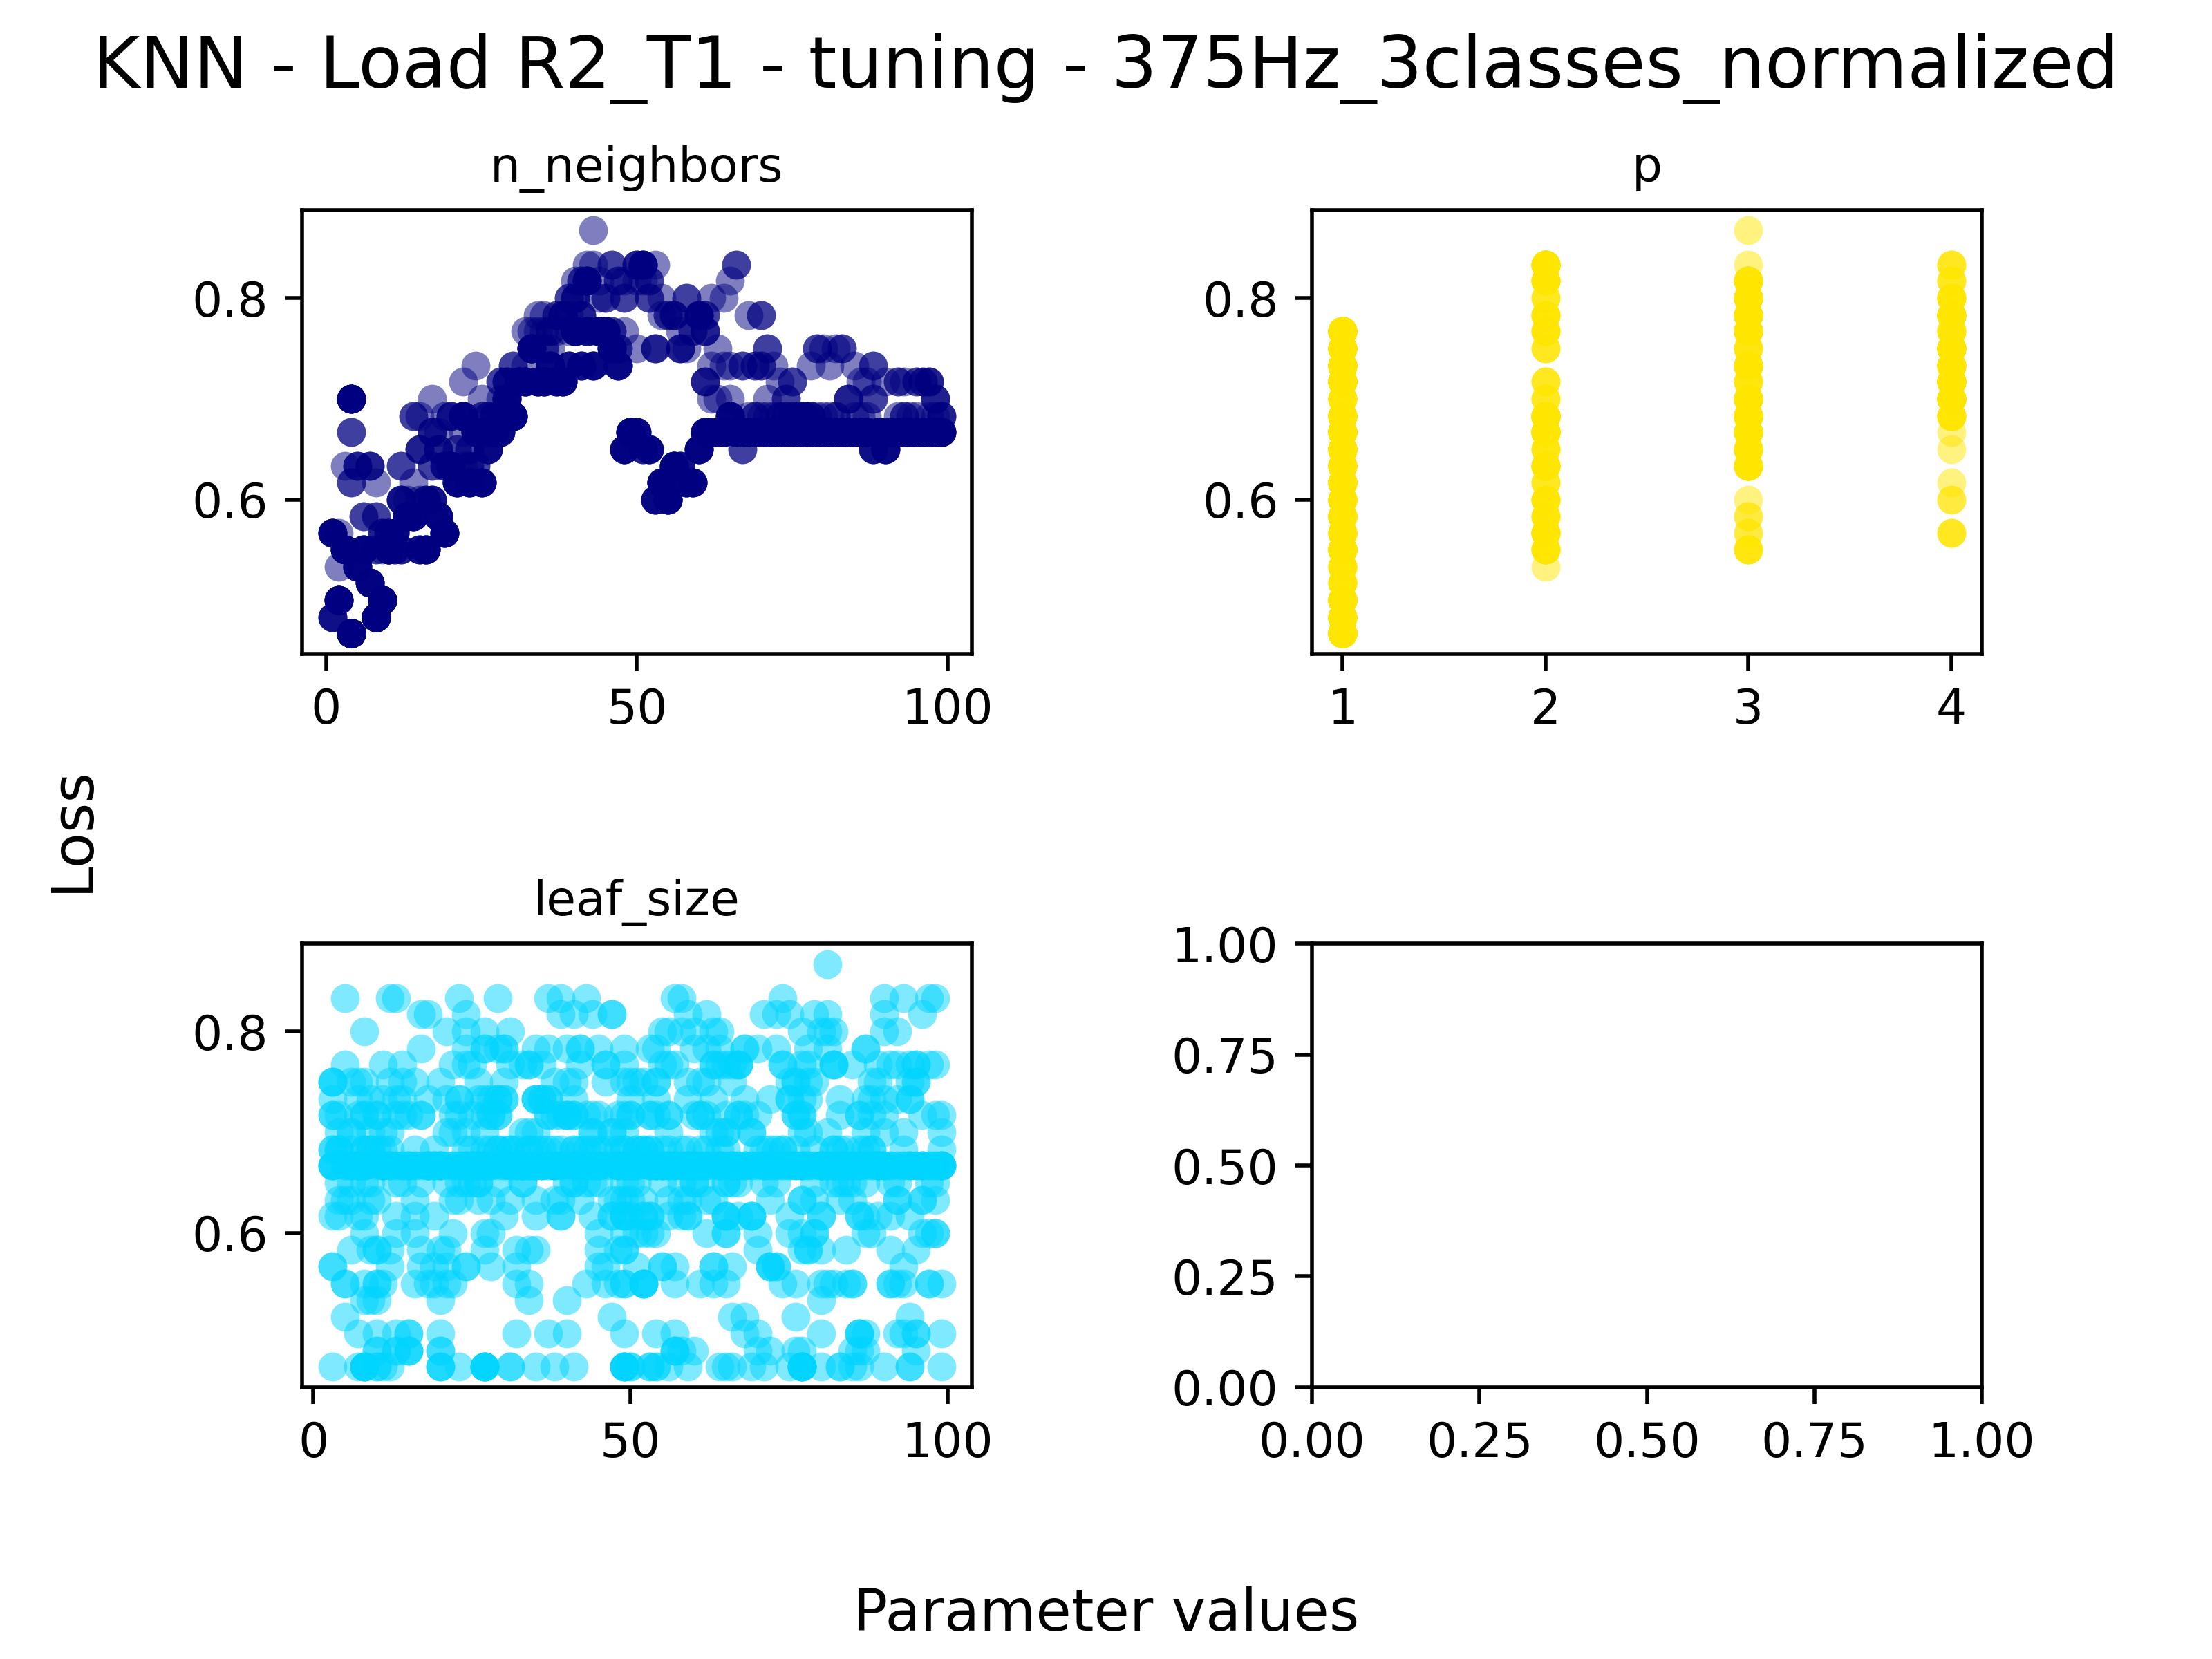 KNN - Load R2_T1 - tuning - 375Hz_3classes_normalized
n_neighbors
0.8
0.6
0 50 100
p
0.8
0.6
1 2 3 4
Loss
leaf_size
0.8
0.6
0 50 100
1.00
0.75
0.50
0.25
0.00
0.00 0.25 0.50 0.75 1.00
Parameter values